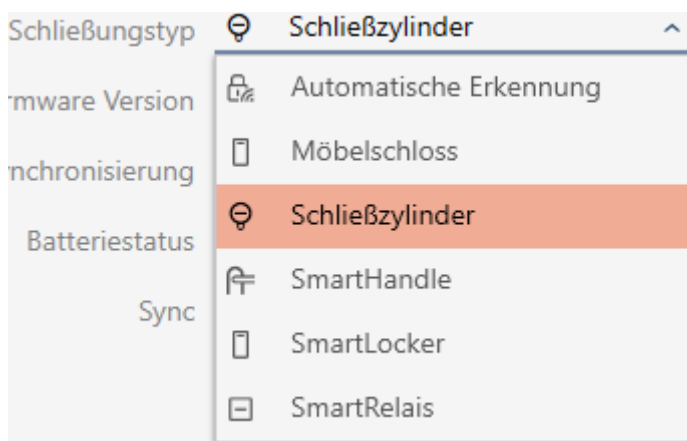 Schließungstyp Schließzylinder
Automatische Erkennung
rmware Version
Möbelschloss
nchronisierung
Schließzylinder
Batteriestatus
SmartHandle
Sync
SmartLocker
SmartRelais